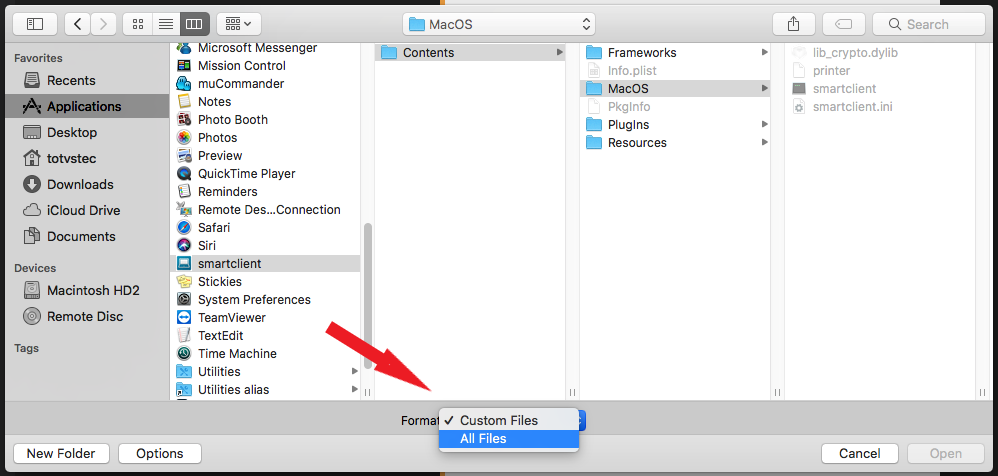 MacOS
Search
Favorites
Recents
Applications
Desktop
totvstec
Downloads
iCloud Drive
Documents
Devices
Macintosh HD2
Remote Disc
Tags
Microsoft Messenger
Mission Control
muCommander
Notes
Photo Booth
Photos
Preview
QuickTime Player
Reminders
Remote Des...Connection
Safari
Siri
smartclient
Stickies
System Preferences
TeamViewer
TextEdit
Time Machine
Utilities
Utilities alias
Contents
Frameworks
Info.plist
MacOS
PkgInfo
PlugIns
Resources
lib_crypto.dylib
printer
smartclient
smartclient.ini
Format
✓ Custom Files
All Files
New Folder
Options
Cancel
Open